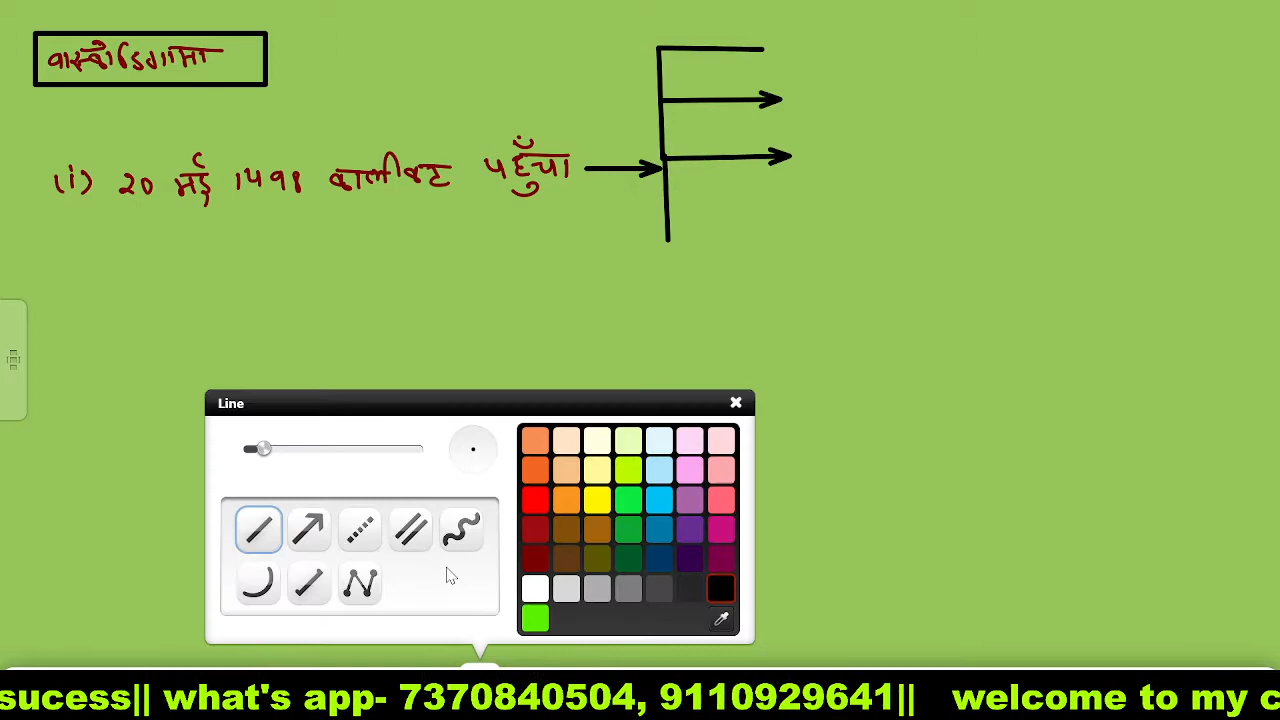 वास्कोडिगामा
(i) 20 मई 1498 कालीकट पहुँचा
Line
sucess|| what's app- 7370840504, 9110929641|| welcome to my c